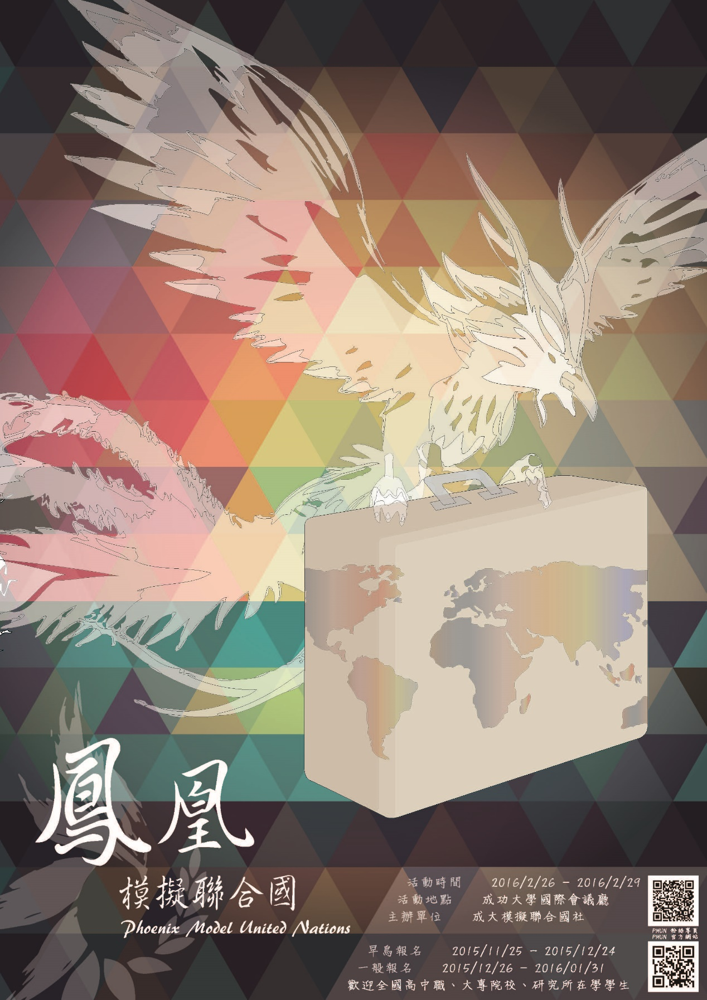 鳳凰
模擬聯合國
Phoenix Model United Nations
活動時間 2016/2/26 - 2016/2/29
活動地點 成功大學國際會議廳
主辦單位 成大模擬聯合國社
PMUN 粉絲專頁
PMUN 官方網站
早鳥報名 2015/11/25 - 2015/12/24
一般報名 2015/12/26 - 2016/01/31
歡迎全國高中職、大專院校、研究所在學學生